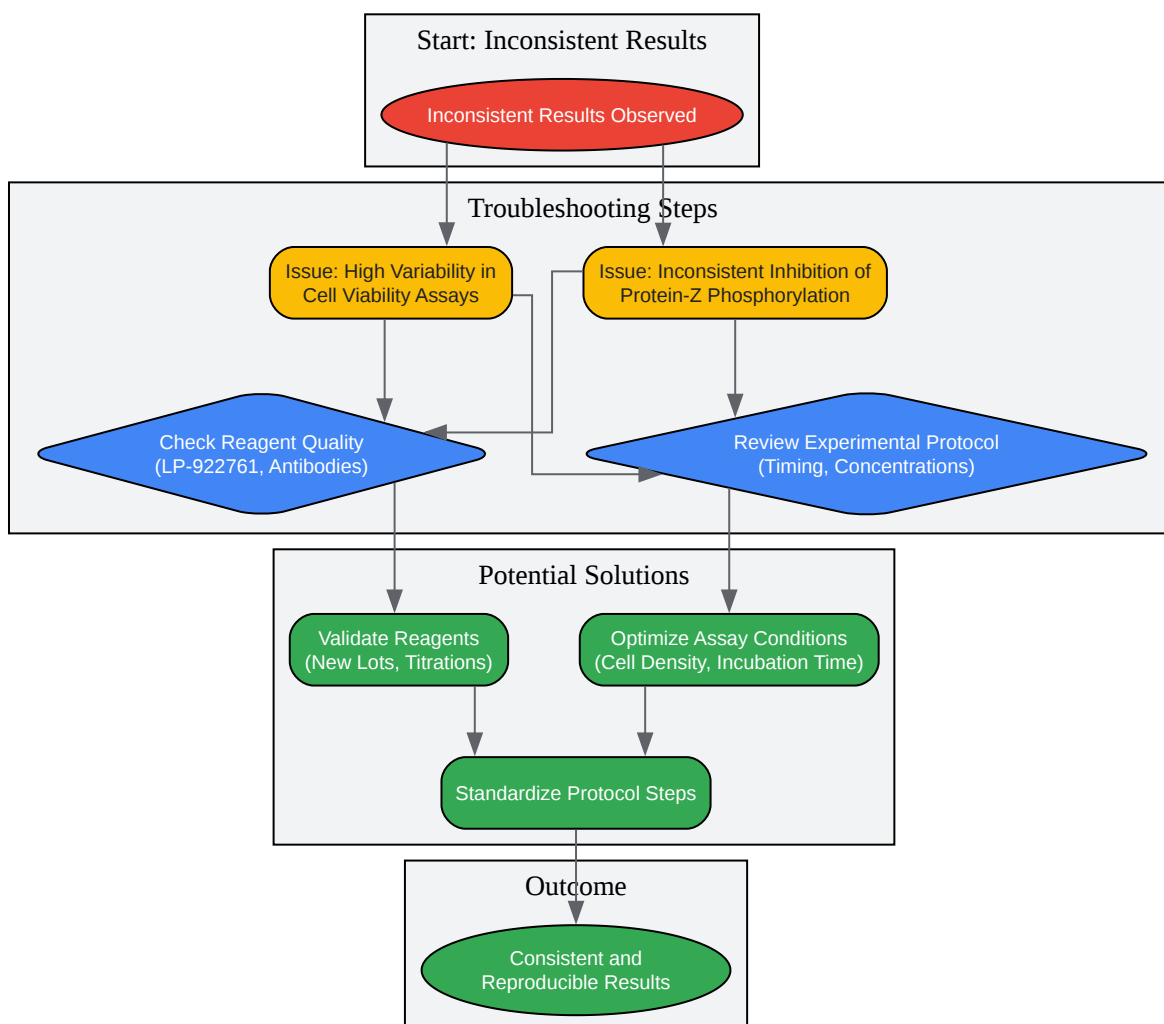 Start: Inconsistent Results
Inconsistent Results Observed
Troubleshooting Steps
Issue: High Variability in
Cell Viability Assays
Issue: Inconsistent Inhibition of
Protein-Z Phosphorylation
Check Reagent Quality
(LP-922761, Antibodies)
Review Experimental Protocol
(Timing, Concentrations)
Potential Solutions
Validate Reagents
(New Lots, Titrations)
Optimize Assay Conditions
(Cell Density, Incubation Time)
Standardize Protocol Steps
Outcome
Consistent and
Reproducible Results